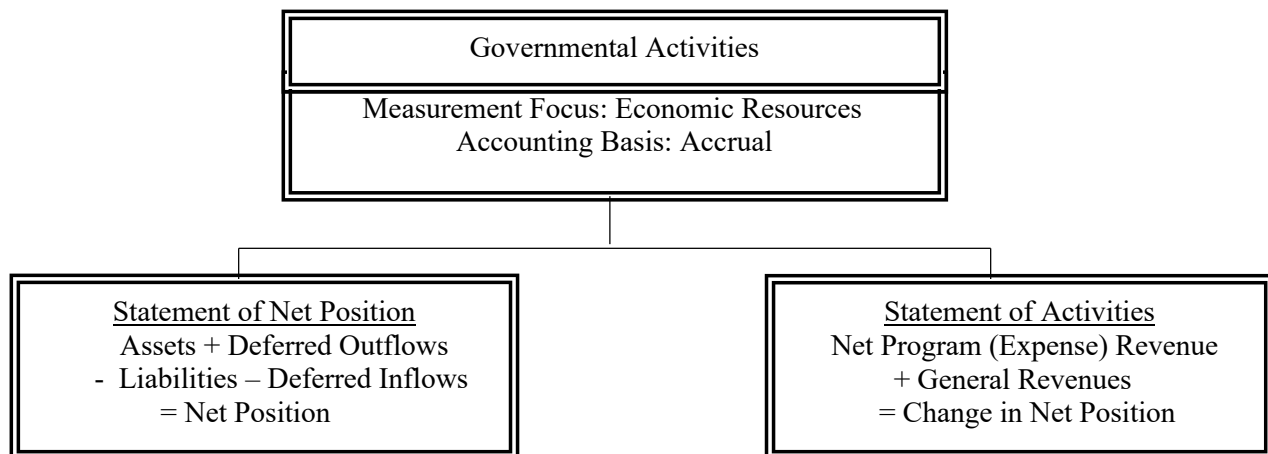 Governmental Activities
Measurement Focus: Economic Resources
Accounting Basis: Accrual
Statement of Net Position
Assets + Deferred Outflows
- Liabilities – Deferred Inflows
= Net Position
Statement of Activities
Net Program (Expense) Revenue
+ General Revenues
= Change in Net Position